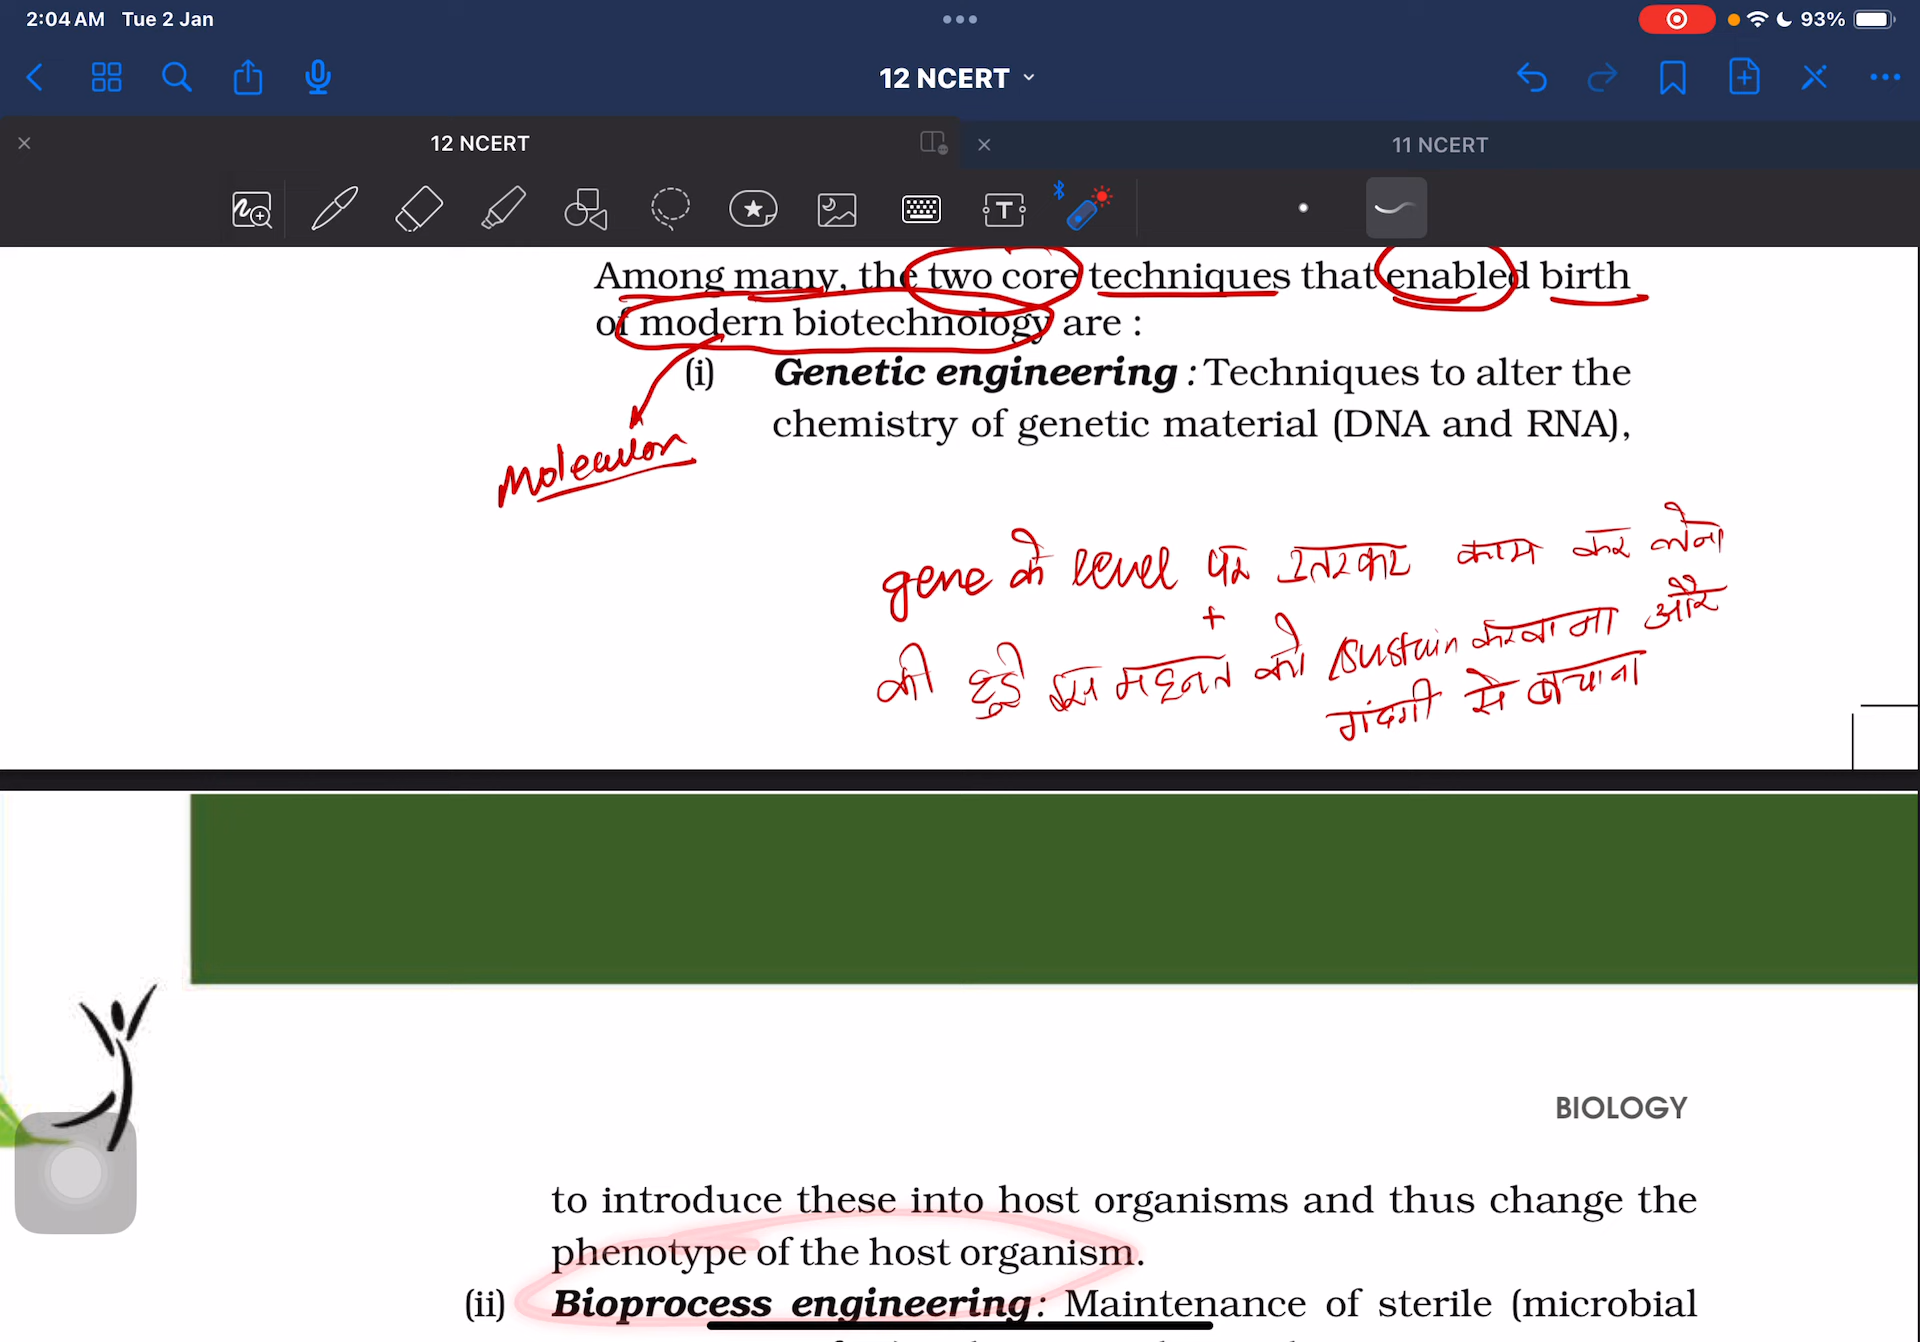 2:04 AM Tue 2 Jan
93%
12 NCERT
12 NCERT
11 NCERT
Among many, the two core techniques that enabled birth
of modern biotechnology are :
(i) Genetic engineering : Techniques to alter the
chemistry of genetic material (DNA and RNA),
Molecular
gene के level पर उतरकर काम कर लेना
+
की हुई इस महनत को sustain करवाना और
गंदगी से बचाना
BIOLOGY
to introduce these into host organisms and thus change the
phenotype of the host organism.
(ii) Bioprocess engineering: Maintenance of sterile (microbial